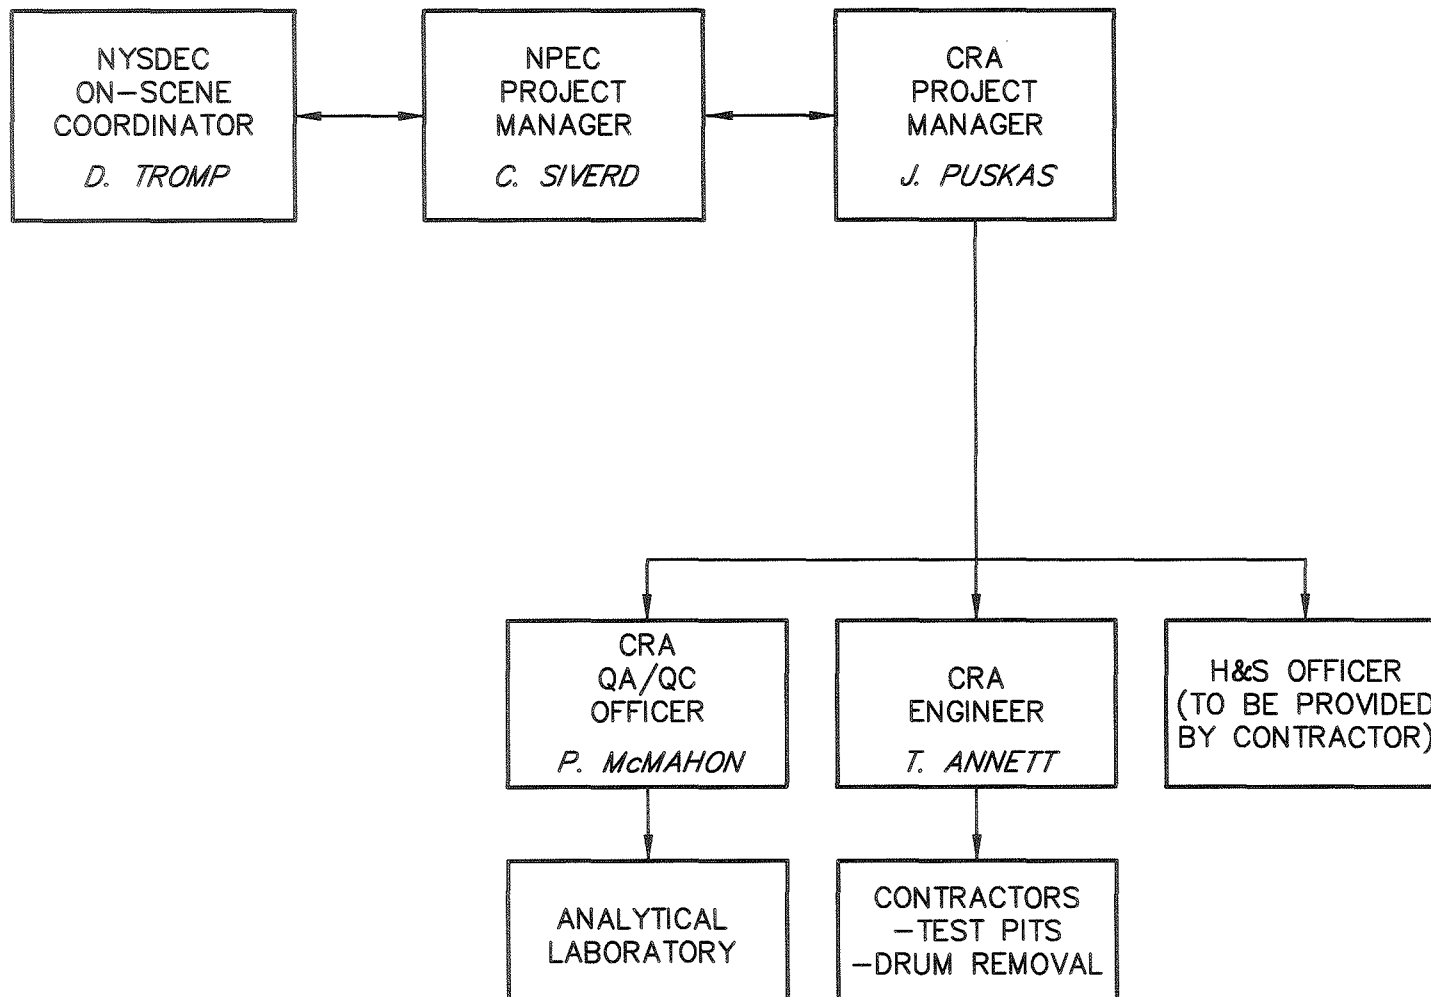 NYSDEC
ON-SCENE
COORDINATOR
D. TROMP
NPEC
PROJECT
MANAGER
C. SIVERD
CRA
PROJECT
MANAGER
J. PUSKAS
CRA
QA/QC
OFFICER
P. McMAHON
CRA
ENGINEER
T. ANNETT
H&S OFFICER
(TO BE PROVIDED
BY CONTRACTOR)
ANALYTICAL
LABORATORY
CONTRACTORS
-TEST PITS
-DRUM REMOVAL